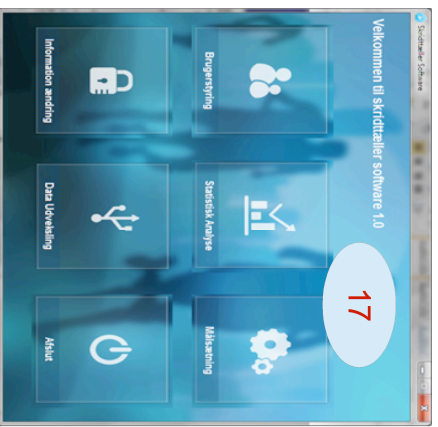 Skridttæller Software
Velkommen til skridttæller software 1.0
17
Brugerstyring
Statistisk Analyse
Målsætning
Information ændring
Data Udveksling
Afslut